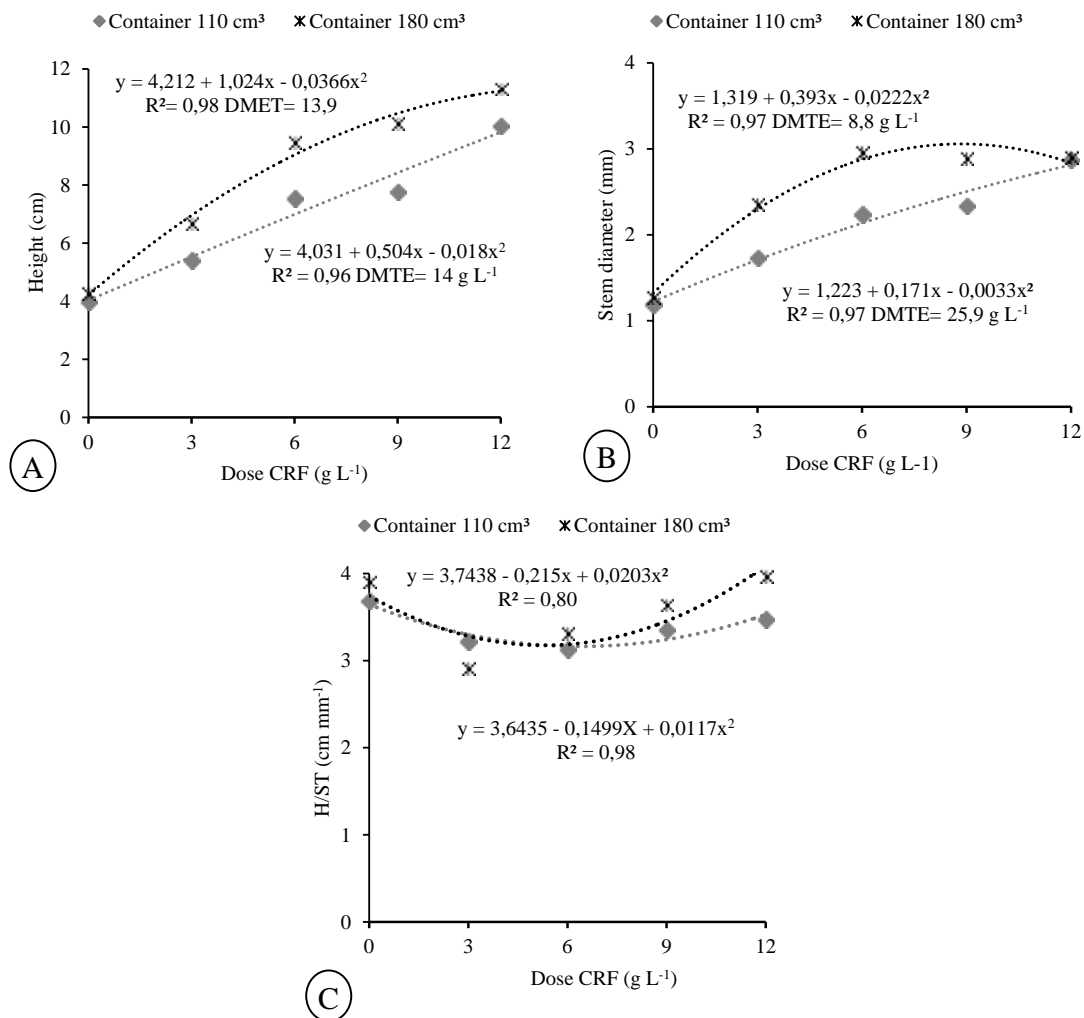 Container 110 cm³ Container 180 cm³
12
10
8
6
4
2
0
Height (cm)
y = 4,212 + 1,024x - 0,0366x²
R²= 0,98 DMET= 13,9
y = 4,031 + 0,504x - 0,018x²
R² = 0,96 DMTE= 14 g L⁻¹
0 3 6 9 12
Dose CRF (g L⁻¹)
A
Container 110 cm³ Container 180 cm³
4
3
2
1
0
Stem diameter (mm)
y = 1,319 + 0,393x - 0,0222x²
R² = 0,97 DMTE= 8,8 g L⁻¹
y = 1,223 + 0,171x - 0,0033x²
R² = 0,97 DMTE= 25,9 g L⁻¹
0 3 6 9 12
Dose CRF (g L-1)
B
Container 110 cm³ Container 180 cm³
4
3
2
1
0
H/ST (cm mm⁻¹)
y = 3,7438 - 0,215x + 0,0203x²
R² = 0,80
y = 3,6435 - 0,1499X + 0,0117x²
R² = 0,98
0 3 6 9 12
Dose CRF (g L⁻¹)
C